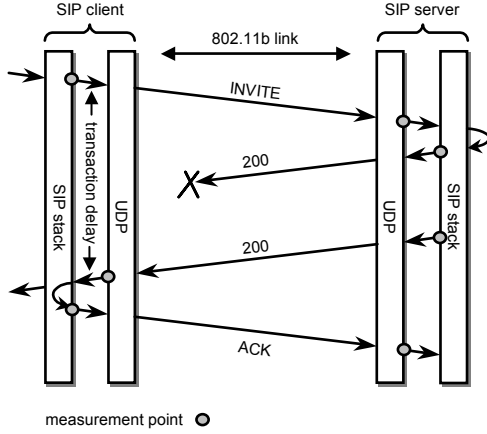 SIP client
SIP server
802.11b link
INVITE
transaction delay
200
SIP stack
UDP
UDP
SIP stack
200
ACK
measurement point